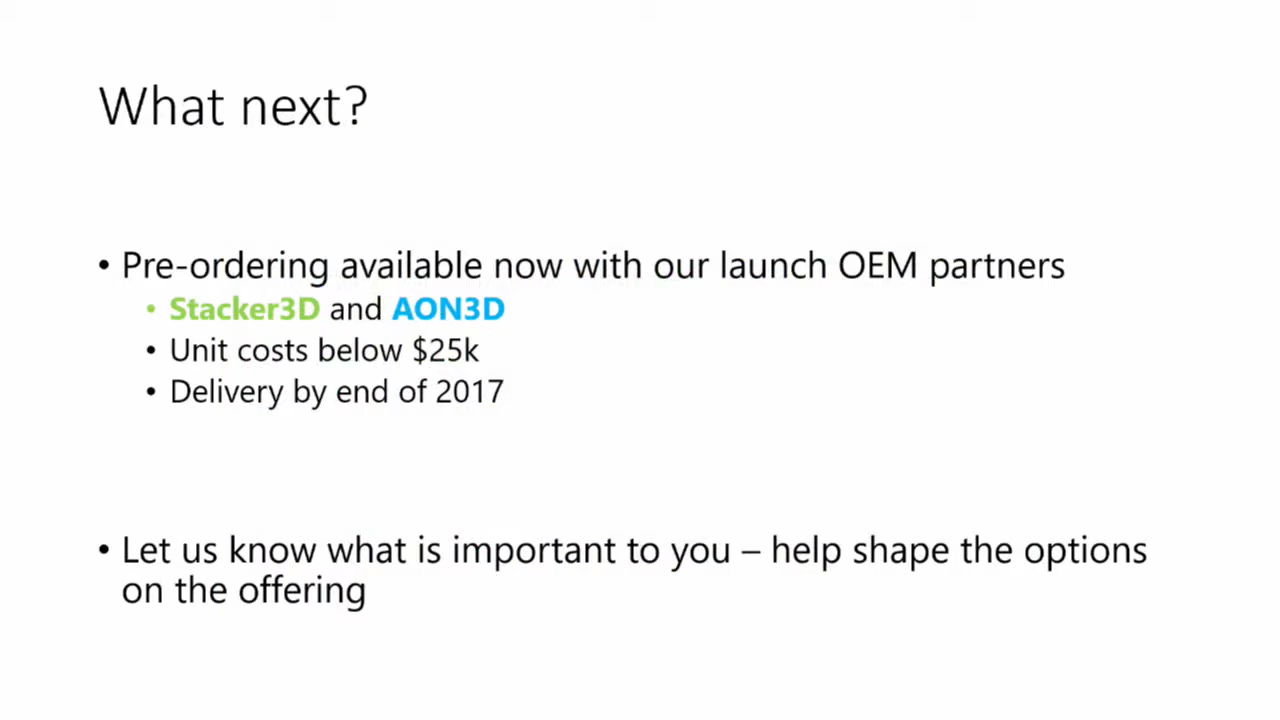 What next?
• Pre-ordering available now with our launch OEM partners
• Stacker3D and AON3D
• Unit costs below $25k
• Delivery by end of 2017
• Let us know what is important to you – help shape the options
on the offering